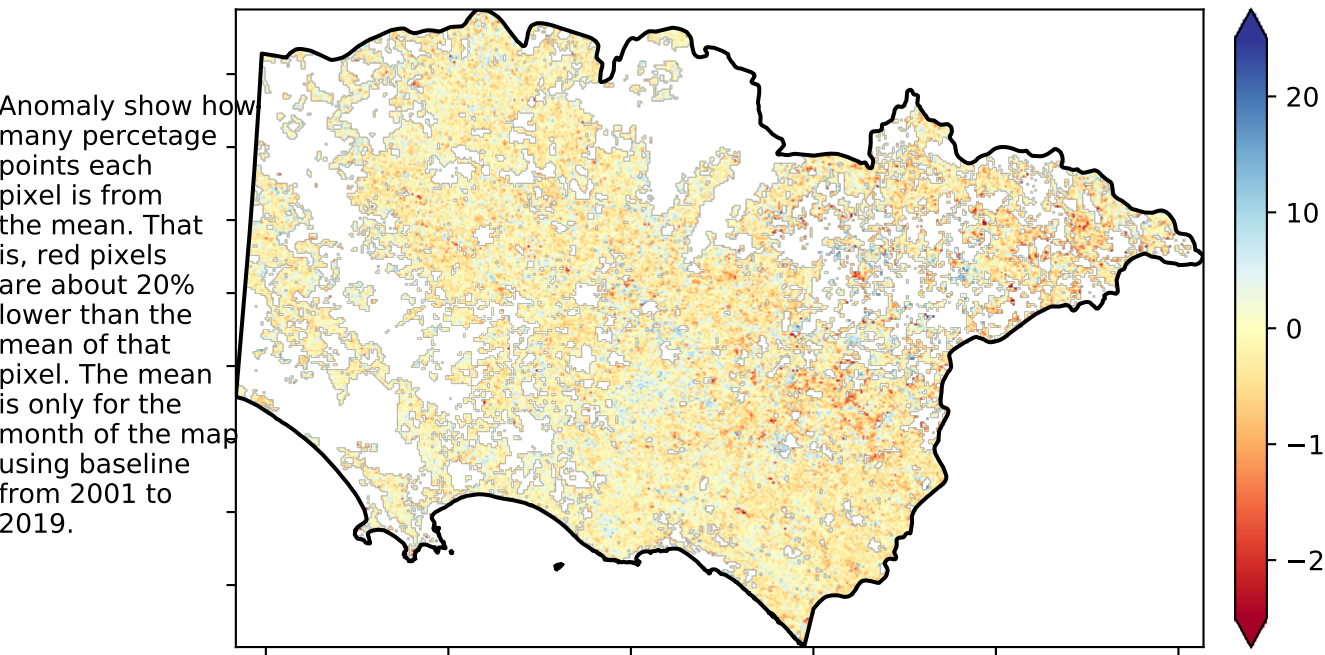 Anomaly show how
many percetage
points each
pixel is from
the mean. That
is, red pixels
are about 20%
lower than the
mean of that
pixel. The mean
is only for the
month of the map
using baseline
from 2001 to
2019.
20
10
0
−1
−2